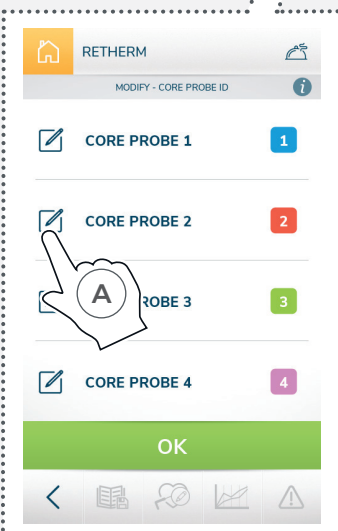 RETHERM
MODIFY - CORE PROBE ID
i
CORE PROBE 1
1
CORE PROBE 2
2
A
ROBE 3
3
CORE PROBE 4
4
OK